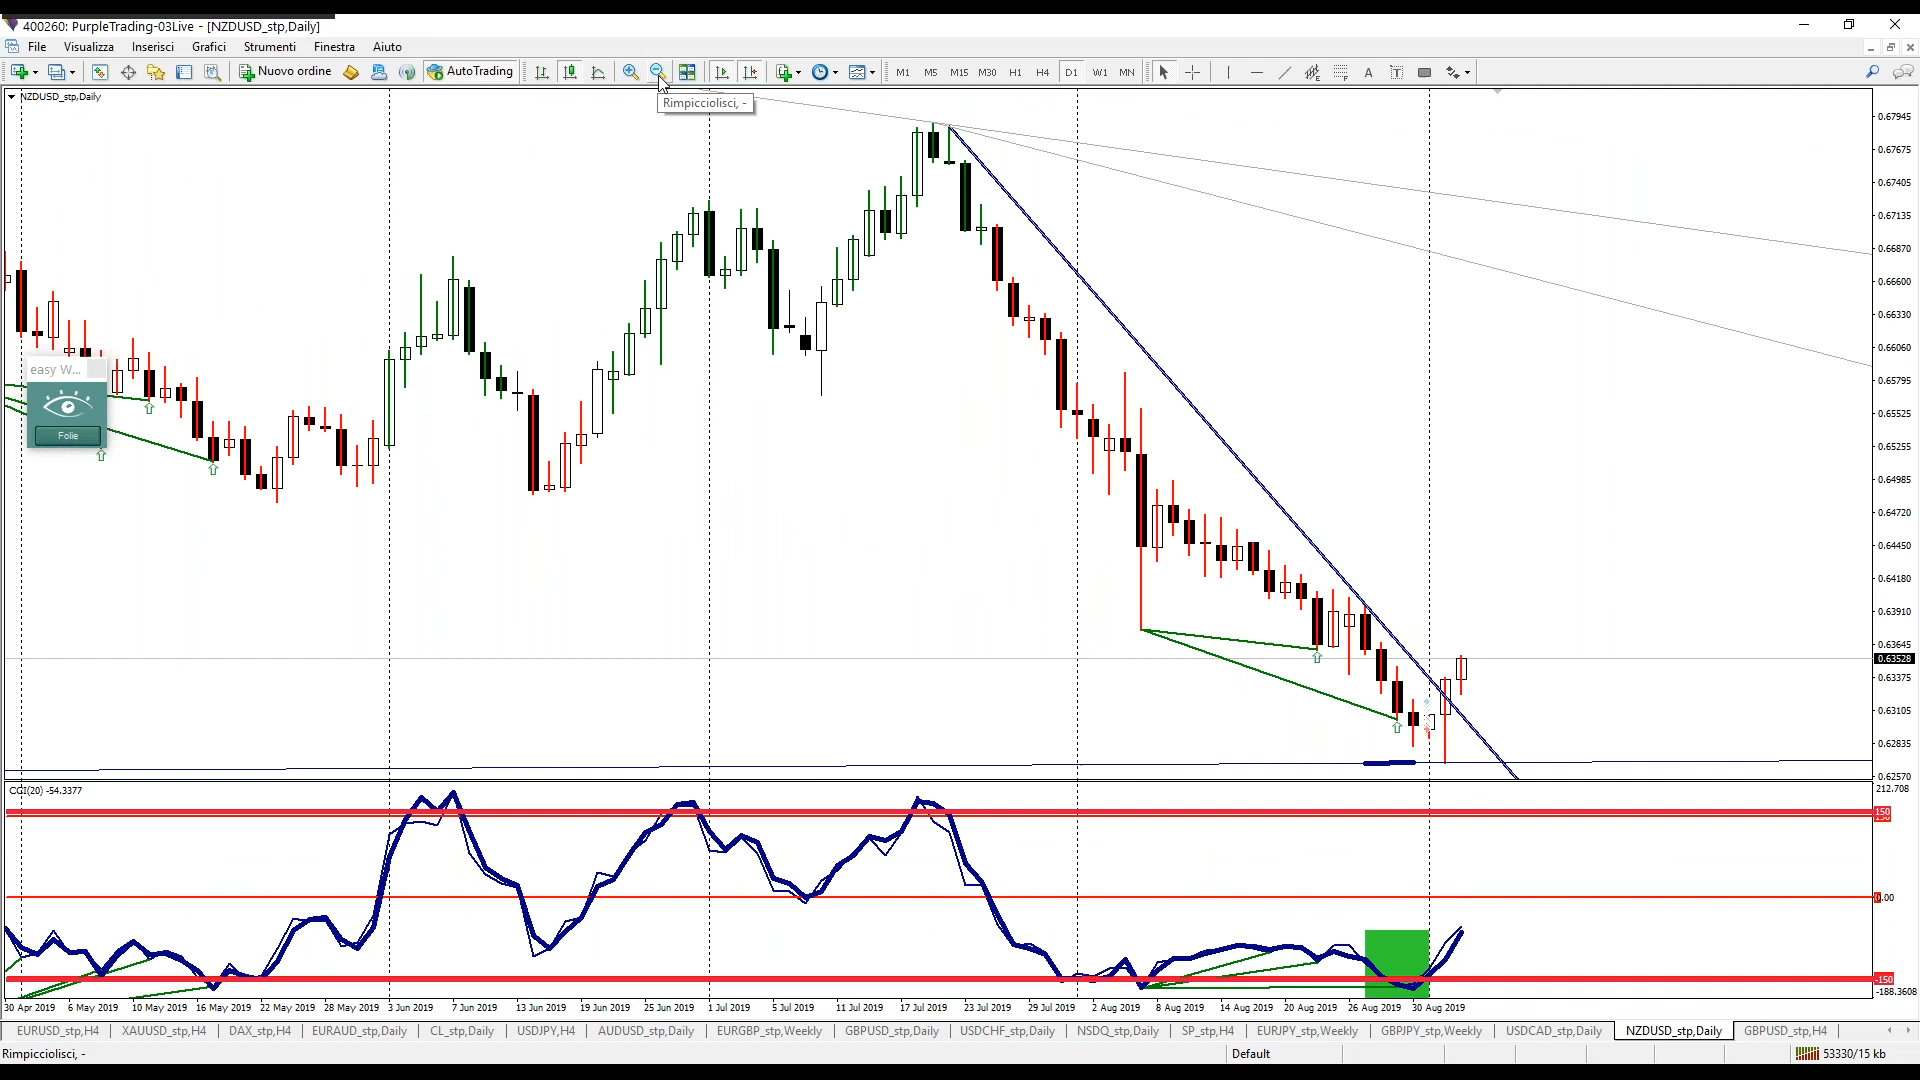 400260: PurpleTrading-03Live - [NZDUSD_stp,Daily]
File Visualizza Inserisci Grafici Strumenti Finestra Aiuto
Nuovo ordine AutoTrading M1 M5 M15 M30 H1 H4 D1 W1 MN A T
NZDUSD_stp,Daily
Rimpicciolisci, -
0.67945
0.67675
0.67405
0.67135
0.66870
0.66600
0.66330
0.66060
0.65795
0.65525
0.65255
0.64985
0.64720
0.64450
0.64180
0.63910
0.63645
0.63528
0.63375
0.63105
0.62835
0.62570
easy W...
Folie
CCI(20) -54.3377
212.708
150
0.00
-150
-188.3608
30 Apr 2019 6 May 2019 10 May 2019 16 May 2019 22 May 2019 28 May 2019 3 Jun 2019 7 Jun 2019 13 Jun 2019 19 Jun 2019 25 Jun 2019 1 Jul 2019 5 Jul 2019 11 Jul 2019 17 Jul 2019 23 Jul 2019 29 Jul 2019 2 Aug 2019 8 Aug 2019 14 Aug 2019 20 Aug 2019 26 Aug 2019 30 Aug 2019
EURUSD_stp,H4 XAUUSD_stp,H4 DAX_stp,H4 EURAUD_stp,Daily CL_stp,Daily USDJPY,H4 AUDUSD_stp,Daily EURGBP_stp,Weekly GBPUSD_stp,Daily USDCHF_stp,Daily NSDQ_stp,Daily SP_stp,H4 EURJPY_stp,Weekly GBPJPY_stp,Weekly USDCAD_stp,Daily NZDUSD_stp,Daily GBPUSD_stp,H4
Rimpicciolisci, - Default 53330/15 kb